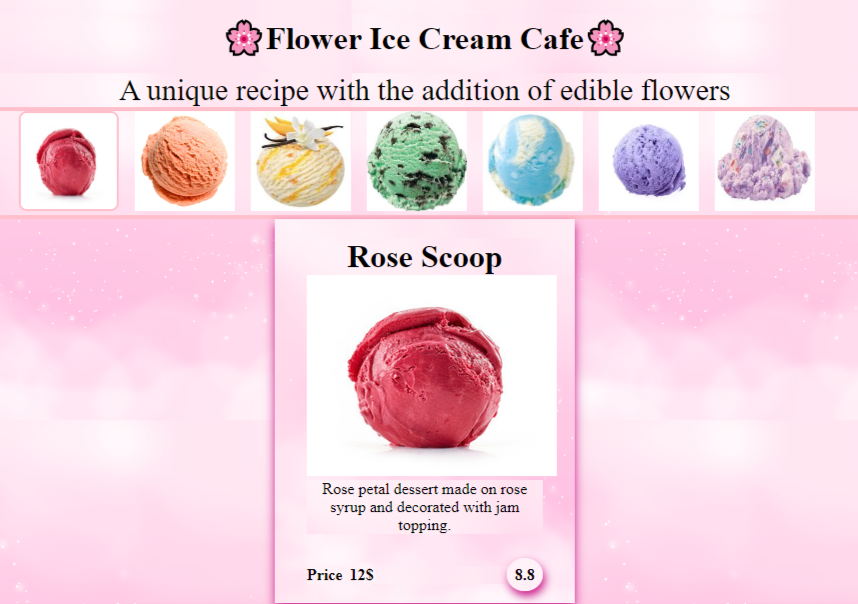 Flower Ice Cream Cafe
A unique recipe with the addition of edible flowers
Rose Scoop
Rose petal dessert made on rose
syrup and decorated with jam
topping.
Price 12$ 8.8